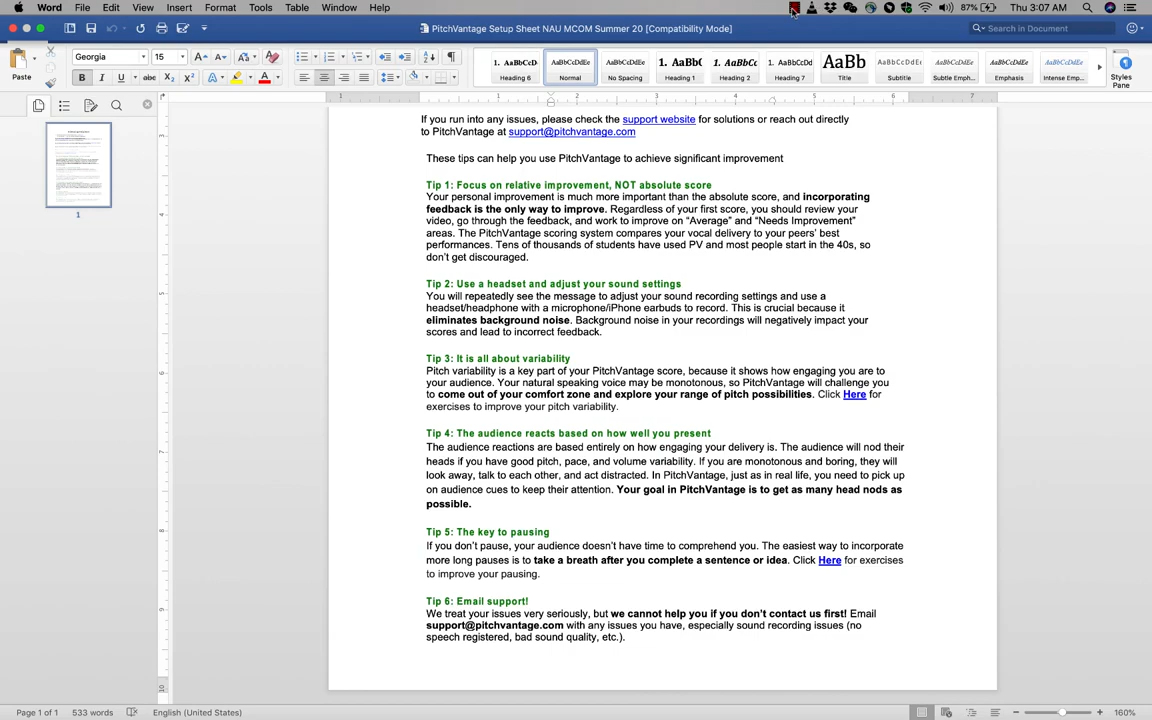 Word File Edit View Insert Format Tools Table Window Help 87% Thu 3:07 AM
PitchVantage Setup Sheet NAU MCOM Summer 20 [Compatibility Mode]
Search in Document
Paste
Georgia 15
B I U abc X₂ X²
1. AaBbCcD AaBbCcDdEe AaBbCcDdEe 1. AaBb( 1. AaBbCc 1. AaBbCcDd AaBb AaBbCcDdEe AaBbCcDdEe AaBbCcDdEe AaBbCcDdEe
Heading 6 Normal No Spacing Heading 1 Heading 2 Heading 7 Title Subtitle Subtle Emph... Emphasis Intense Emp...
Styles
Pane
1 1 2 3 4 5 6 7
1
If you run into any issues, please check the support website for solutions or reach out directly
to PitchVantage at support@pitchvantage.com
These tips can help you use PitchVantage to achieve significant improvement
Tip 1: Focus on relative improvement, NOT absolute score
Your personal improvement is much more important than the absolute score, and incorporating
feedback is the only way to improve. Regardless of your first score, you should review your
video, go through the feedback, and work to improve on “Average” and “Needs Improvement”
areas. The PitchVantage scoring system compares your vocal delivery to your peers’ best
performances. Tens of thousands of students have used PV and most people start in the 40s, so
don’t get discouraged.
Tip 2: Use a headset and adjust your sound settings
You will repeatedly see the message to adjust your sound recording settings and use a
headset/headphone with a microphone/iPhone earbuds to record. This is crucial because it
eliminates background noise. Background noise in your recordings will negatively impact your
scores and lead to incorrect feedback.
Tip 3: It is all about variability
Pitch variability is a key part of your PitchVantage score, because it shows how engaging you are to
your audience. Your natural speaking voice may be monotonous, so PitchVantage will challenge you
to come out of your comfort zone and explore your range of pitch possibilities. Click Here for
exercises to improve your pitch variability.
Tip 4: The audience reacts based on how well you present
The audience reactions are based entirely on how engaging your delivery is. The audience will nod their
heads if you have good pitch, pace, and volume variability. If you are monotonous and boring, they will
look away, talk to each other, and act distracted. In PitchVantage, just as in real life, you need to pick up
on audience cues to keep their attention. Your goal in PitchVantage is to get as many head nods as
possible.
Tip 5: The key to pausing
If you don’t pause, your audience doesn’t have time to comprehend you. The easiest way to incorporate
more long pauses is to take a breath after you complete a sentence or idea. Click Here for exercises
to improve your pausing.
Tip 6: Email support!
We treat your issues very seriously, but we cannot help you if you don’t contact us first! Email
support@pitchvantage.com with any issues you have, especially sound recording issues (no
speech registered, bad sound quality, etc.).
Page 1 of 1 533 words English (United States) 160%